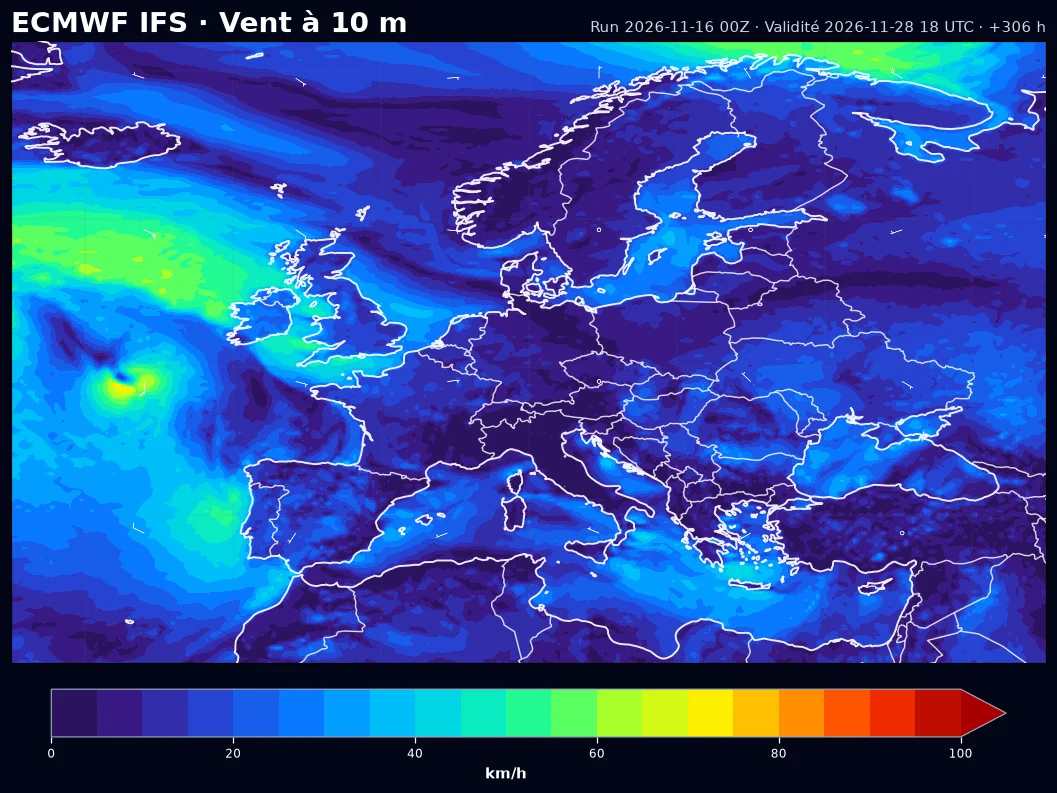 ECMWF IFS · Vent à 10 m
Run 2026-11-16 00Z · Validité 2026-11-28 18 UTC · +306 h
0 20 40 60 80 100
km/h